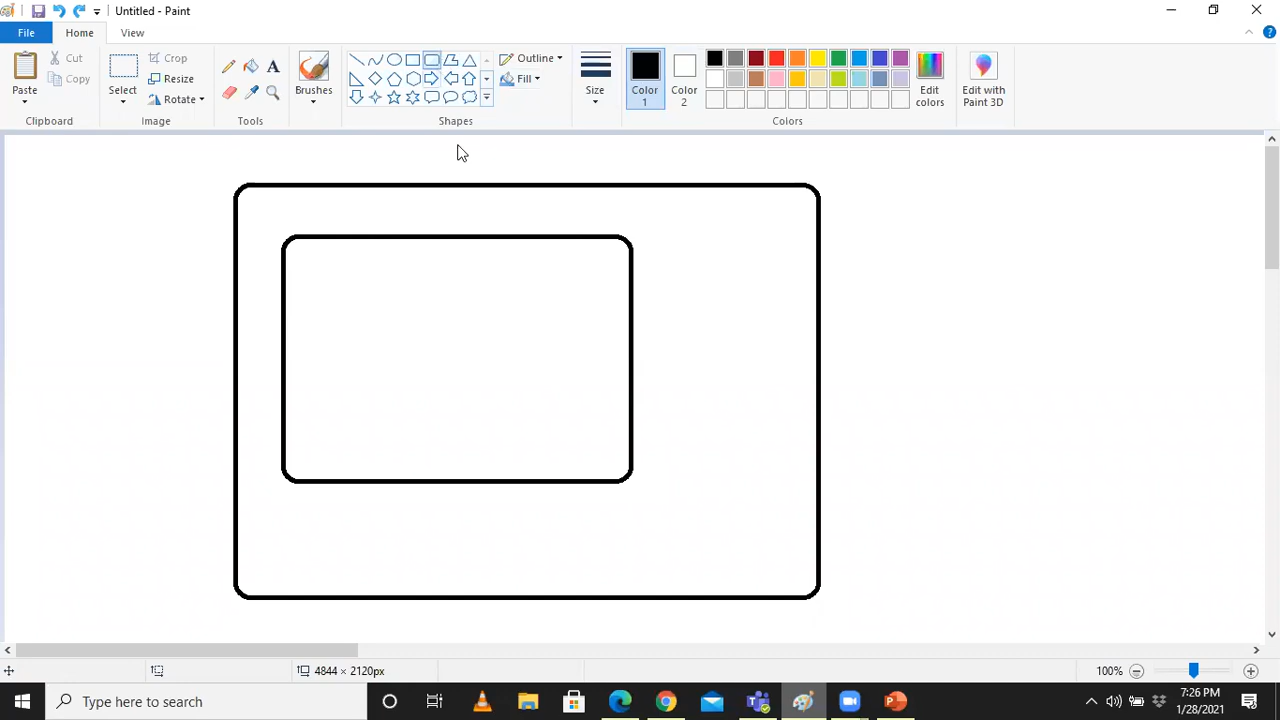 Untitled - Paint
File Home View
Paste
Cut
Copy
Clipboard
Select
Crop
Resize
Rotate
Image
A
Tools
Brushes
Outline
Fill
Shapes
Size
Color 1
Color 2
Edit colors
Colors
Edit with Paint 3D
4844 × 2120px
100%
Type here to search
7:26 PM
1/28/2021